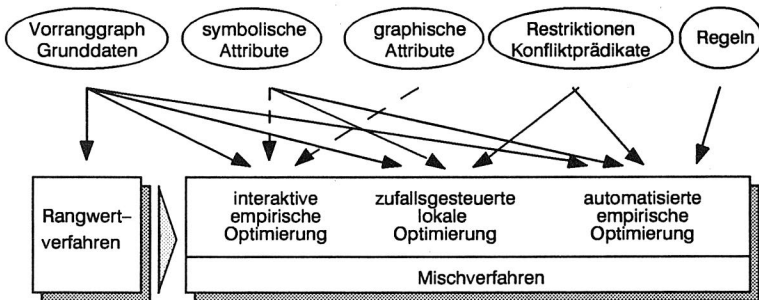 Vorranggraph
Grunddaten
symbolische
Attribute
graphische
Attribute
Restriktionen
Konfliktprädikate
Regeln
Rangwert–
verfahren
interaktive
empirische
Optimierung
zufallsgesteuerte
lokale
Optimierung
automatisierte
empirische
Optimierung
Mischverfahren